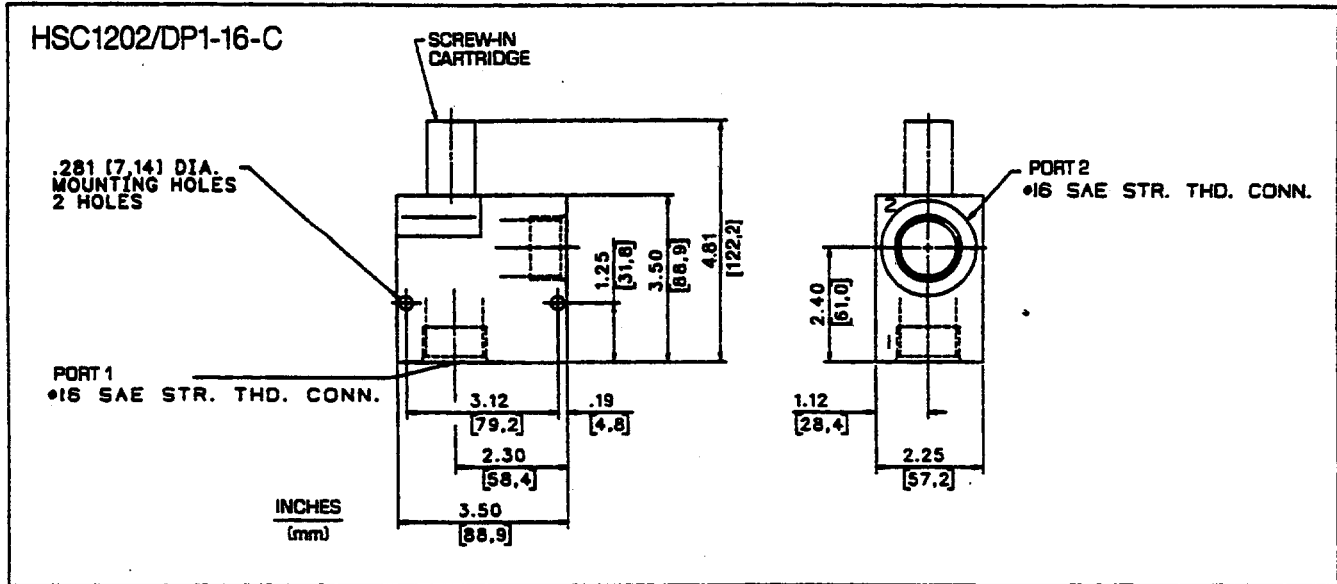 HSC1202/DP1-16-C
SCREW-IN
CARTRIDGE
.281 [7,14] DIA.
MOUNTING HOLES
2 HOLES
PORT 1
#16 SAE STR. THD. CONN.
1.25
[31,8]
3.50
[88,9]
4.81
[122,2]
3.12
[79,2]
.19
[4,8]
2.30
[58,4]
3.50
[88,9]
INCHES
(mm)
PORT 2
#16 SAE STR. THD. CONN.
2
1
2.40
[61,0]
1.12
[28,4]
2.25
[57,2]